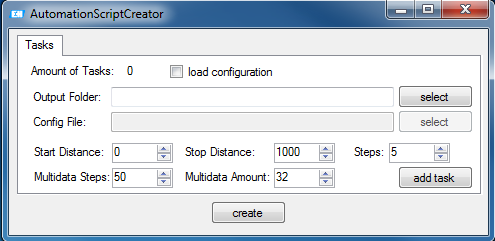 AutomationScriptCreator
Tasks
Amount of Tasks: 0 load configuration
Output Folder: select
Config File: select
Start Distance: 0 Stop Distance: 1000 Steps: 5
Multidata Steps: 50 Multidata Amount: 32 add task
create